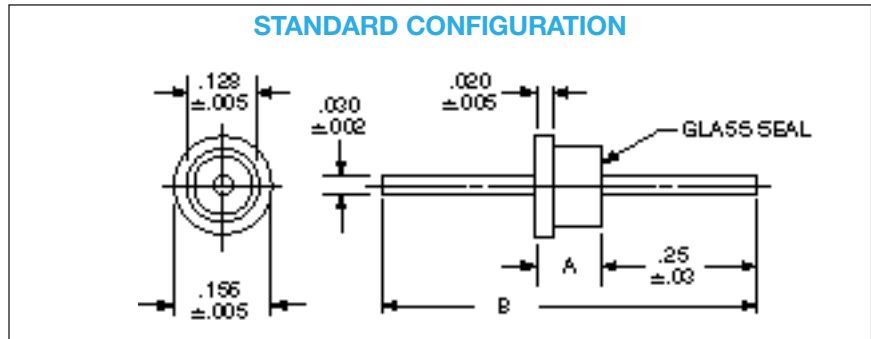 STANDARD CONFIGURATION
.128
±.005
.030
±.002
.020
±.005
GLASS SEAL
A
.25
±.03
B
.156
±.005